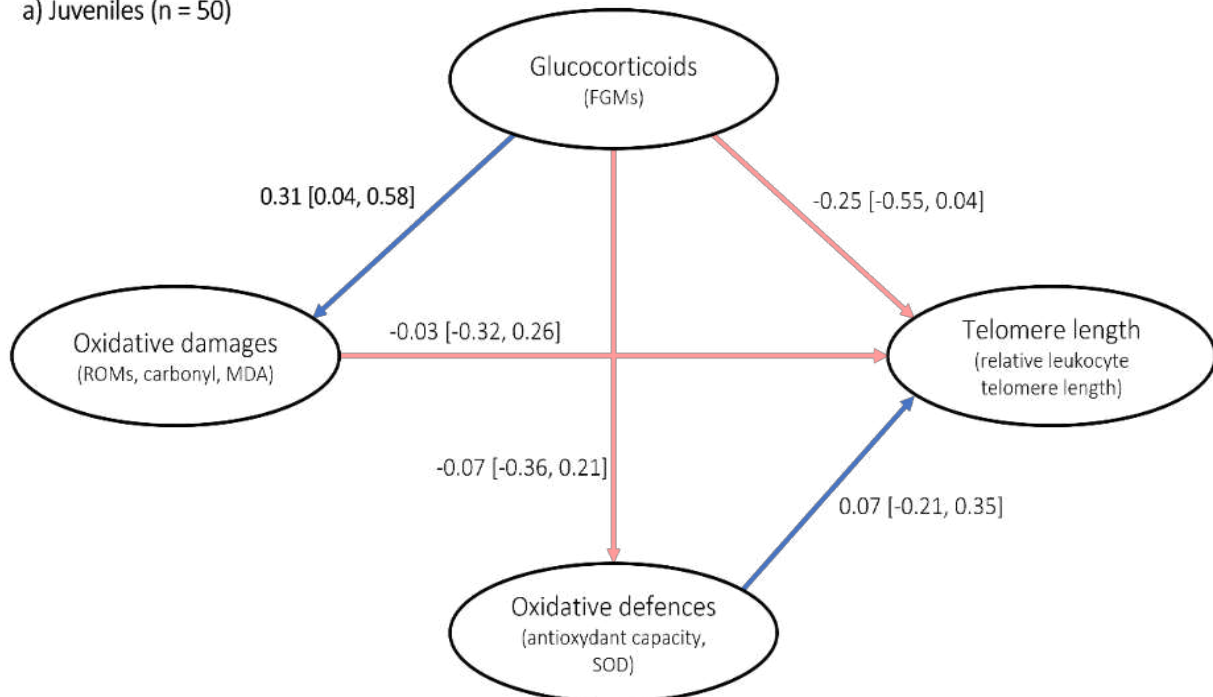 a) Juveniles (n = 50)
Glucocorticoids
(FGMs)
0.31 [0.04, 0.58]
-0.25 [-0.55, 0.04]
Oxidative damages
(ROMs, carbonyl, MDA)
-0.03 [-0.32, 0.26]
Telomere length
(relative leukocyte
telomere length)
-0.07 [-0.36, 0.21]
0.07 [-0.21, 0.35]
Oxidative defences
(antioxydant capacity,
SOD)